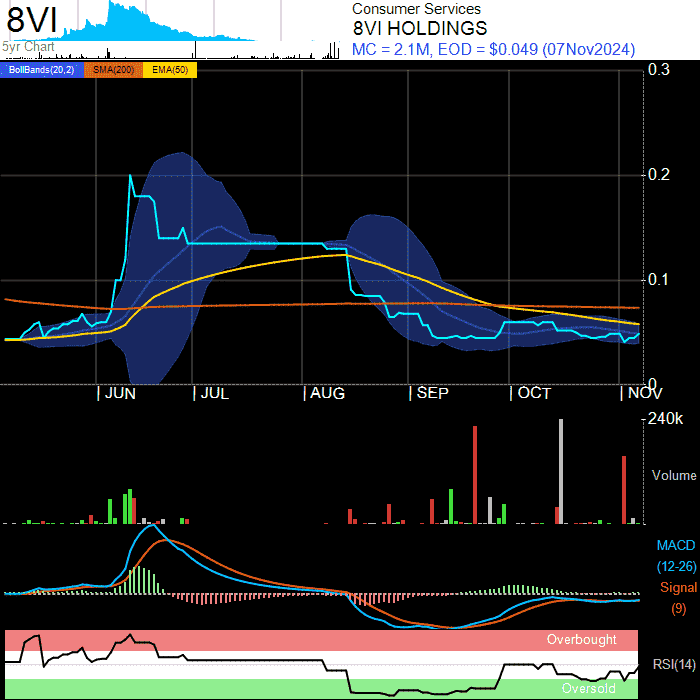 8VI
Consumer Services
8VI HOLDINGS
MC = 2.1M, EOD = $0.049 (07Nov2024)
5yr Chart
BollBands(20,2) SMA(200) EMA(50)
0.3
0.2
0.1
0
JUN JUL AUG SEP OCT NOV
240k
Volume
MACD
(12-26)
Signal
(9)
Overbought
RSI(14)
Oversold